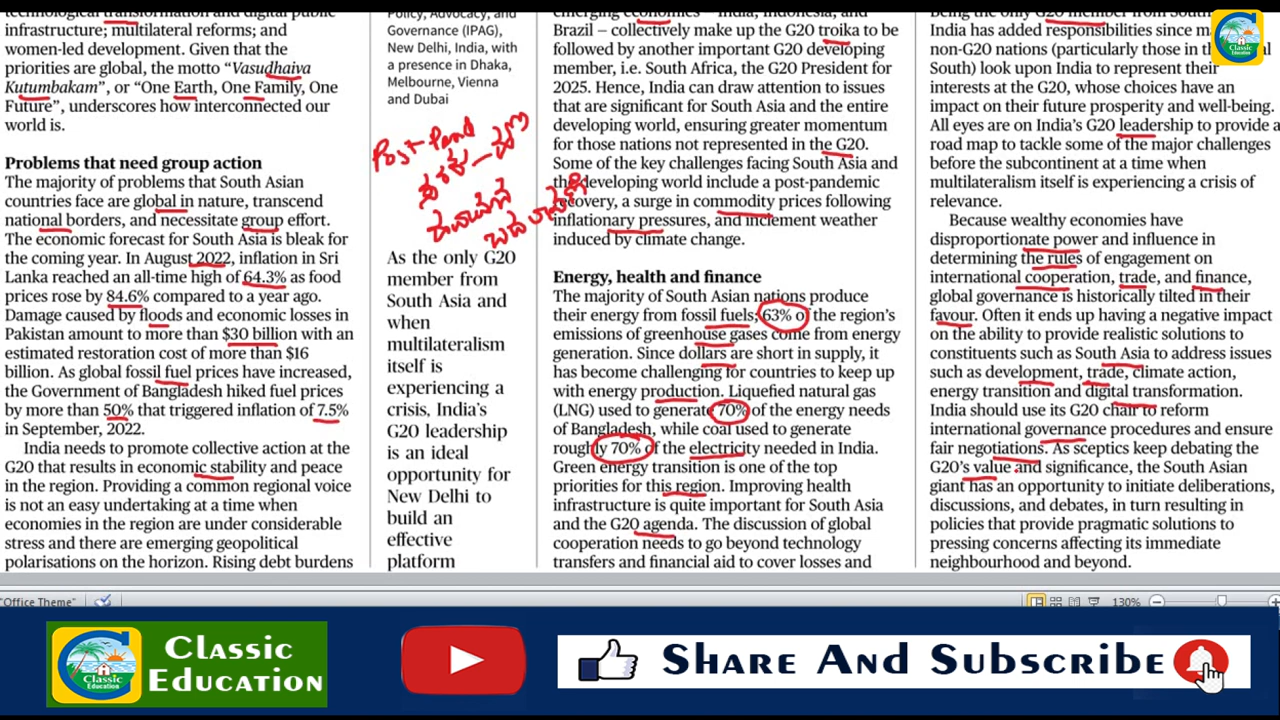 technological transformation and digital public
infrastructure; multilateral reforms; and
women-led development. Given that the
priorities are global, the motto “Vasudhaiva
Kutumbakam”, or “One Earth, One Family, One
Future”, underscores how interconnected our
world is.
Problems that need group action
The majority of problems that South Asian
countries face are global in nature, transcend
national borders, and necessitate group effort.
The economic forecast for South Asia is bleak for
the coming year. In August 2022, inflation in Sri
Lanka reached an all-time high of 64.3% as food
prices rose by 84.6% compared to a year ago.
Damage caused by floods and economic losses in
Pakistan amount to more than $30 billion with an
estimated restoration cost of more than $16
billion. As global fossil fuel prices have increased,
the Government of Bangladesh hiked fuel prices
by more than 50% that triggered inflation of 7.5%
in September, 2022.
India needs to promote collective action at the
G20 that results in economic stability and peace
in the region. Providing a common regional voice
is not an easy undertaking at a time when
economies in the region are under considerable
stress and there are emerging geopolitical
polarisations on the horizon. Rising debt burdens
Policy, Advocacy, and
Governance (IPAG),
New Delhi, India, with
a presence in Dhaka,
Melbourne, Vienna
and Dubai
As the only G20
member from
South Asia and
when
multilateralism
itself is
experiencing a
crisis, India’s
G20 leadership
is an ideal
opportunity for
New Delhi to
build an
effective
platform
emerging economies – India, Indonesia, and
Brazil – collectively make up the G20 troika to be
followed by another important G20 developing
member, i.e. South Africa, the G20 President for
2025. Hence, India can draw attention to issues
that are significant for South Asia and the entire
developing world, ensuring greater momentum
for those nations not represented in the G20.
Some of the key challenges facing South Asia and
the developing world include a post-pandemic
recovery, a surge in commodity prices following
inflationary pressures, and inclement weather
induced by climate change.
Energy, health and finance
The majority of South Asian nations produce
their energy from fossil fuels; 63% of the region’s
emissions of greenhouse gases come from energy
generation. Since dollars are short in supply, it
has become challenging for countries to keep up
with energy production. Liquefied natural gas
(LNG) used to generate 70% of the energy needs
of Bangladesh, while coal used to generate
roughly 70% of the electricity needed in India.
Green energy transition is one of the top
priorities for this region. Improving health
infrastructure is quite important for South Asia
and the G20 agenda. The discussion of global
cooperation needs to go beyond technology
transfers and financial aid to cover losses and
Being the only G20 member from South
India has added responsibilities since
non-G20 nations (particularly those in the
South) look upon India to represent their
interests at the G20, whose choices have an
impact on their future prosperity and well-being.
All eyes are on India’s G20 leadership to provide a
road map to tackle some of the major challenges
before the subcontinent at a time when
multilateralism itself is experiencing a crisis of
relevance.
Because wealthy economies have
disproportionate power and influence in
determining the rules of engagement on
international cooperation, trade, and finance,
global governance is historically tilted in their
favour. Often it ends up having a negative impact
on the ability to provide realistic solutions to
constituents such as South Asia to address issues
such as development, trade, climate action,
energy transition and digital transformation.
India should use its G20 chair to reform
international governance procedures and ensure
fair negotiations. As sceptics keep debating the
G20’s value and significance, the South Asian
giant has an opportunity to initiate deliberations,
discussions, and debates, in turn resulting in
policies that provide pragmatic solutions to
pressing concerns affecting its immediate
neighbourhood and beyond.
Classic
Education
"Office Theme"
130%
Classic
Education
Classic
Education
Share And Subscribe